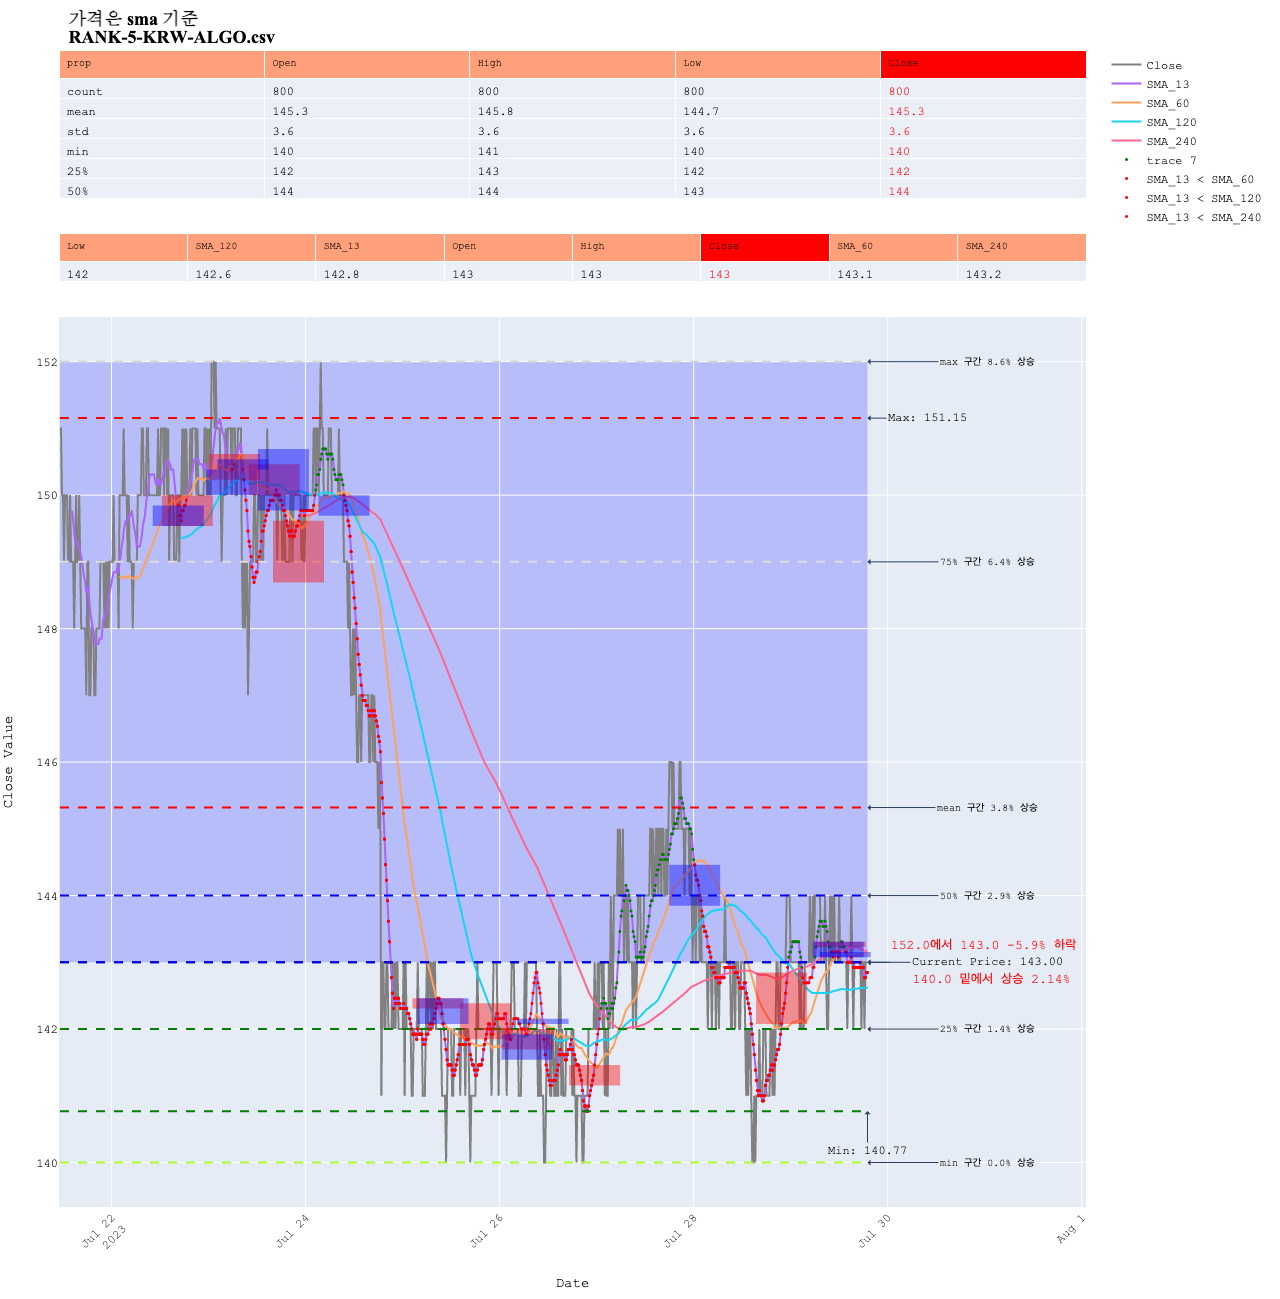 가격은 sma 기준
RANK-5-KRW-ALGO.csv
prop Open High Low Close
count 800 800 800 800
mean 145.3 145.8 144.7 145.3
std 3.6 3.6 3.6 3.6
min 140 141 140 140
25% 142 143 142 142
50% 144 144 143 144
Low SMA_120 SMA_13 Open High Close SMA_60 SMA_240
142 142.6 142.8 143 143 143 143.1 143.2
Close
SMA_13
SMA_60
SMA_120
SMA_240
trace 7
SMA_13 < SMA_60
SMA_13 < SMA_120
SMA_13 < SMA_240
152
150
148
146
144
142
140
Close Value
max 구간 8.6% 상승
Max: 151.15
75% 구간 6.4% 상승
mean 구간 3.8% 상승
50% 구간 2.9% 상승
152.0에서 143.0 -5.9% 하락
Current Price: 143.00
140.0 밑에서 상승 2.14%
25% 구간 1.4% 상승
Min: 140.77
min 구간 0.0% 상승
Jul 22
2023
Jul 24
Jul 26
Jul 28
Jul 30
Aug 1
Date